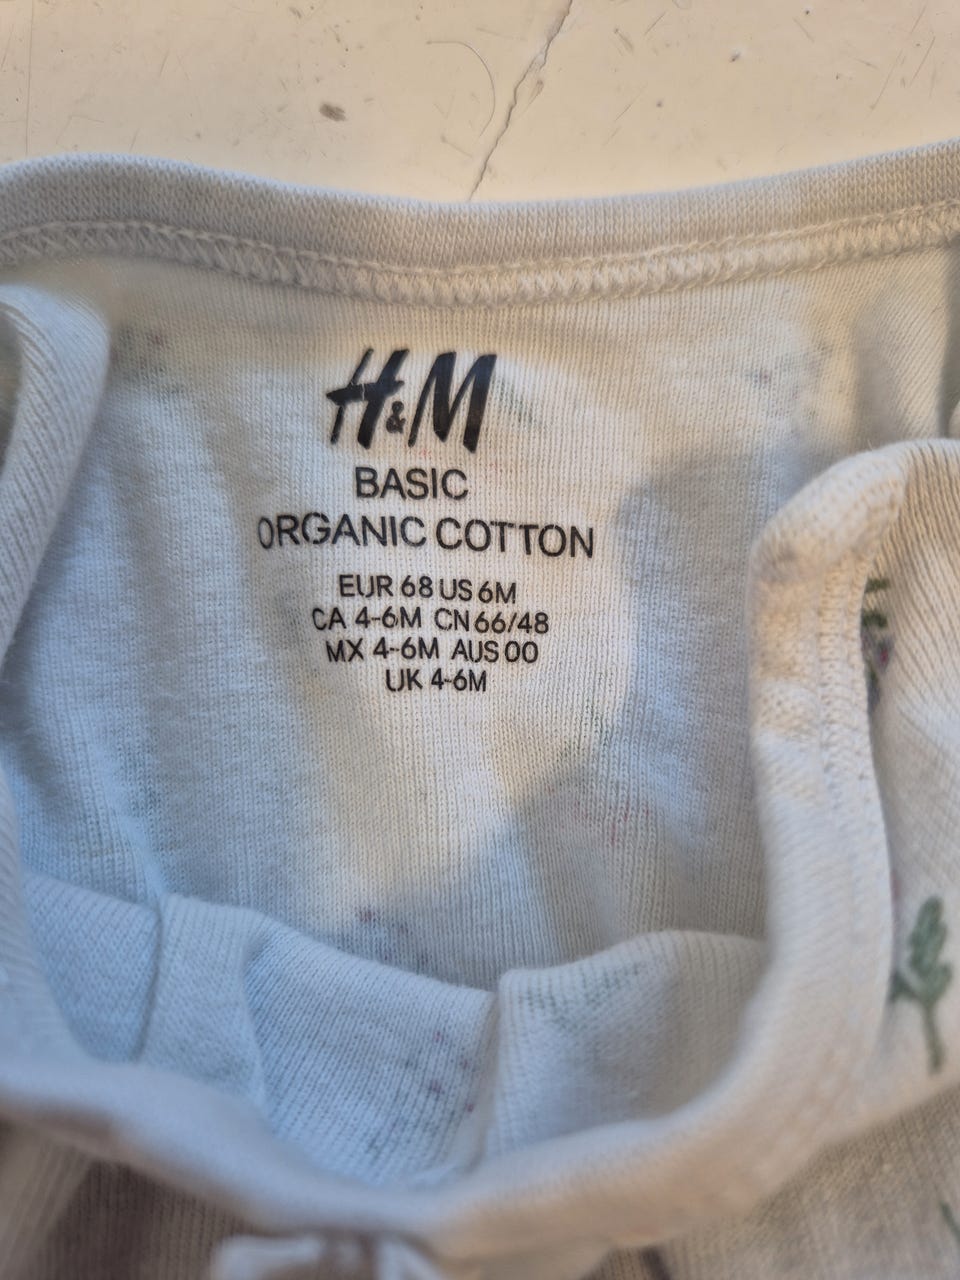 H&M
BASIC
ORGANIC COTTON
EUR 68 US 6M
CA 4-6M CN 66/48
MX 4-6M AUS 00
UK 4-6M